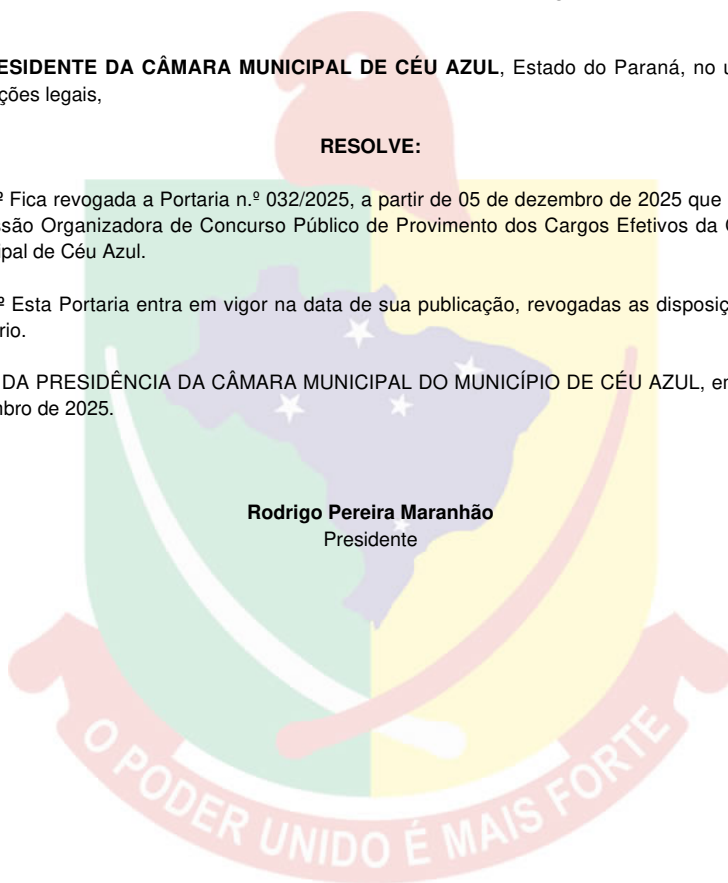 ESIDENTE DA CÂMARA MUNICIPAL DE CÉU AZUL, Estado do Paraná, no u
ções legais,
RESOLVE:
º Fica revogada a Portaria n.º 032/2025, a partir de 05 de dezembro de 2025 que
ssão Organizadora de Concurso Público de Provimento dos Cargos Efetivos da
ipal de Céu Azul.
º Esta Portaria entra em vigor na data de sua publicação, revogadas as disposiç
rio.
DA PRESIDÊNCIA DA CÂMARA MUNICIPAL DO MUNICÍPIO DE CÉU AZUL, e
bro de 2025.
Rodrigo Pereira Maranhão
Presidente
O PODER UNIDO É MAIS FORTE